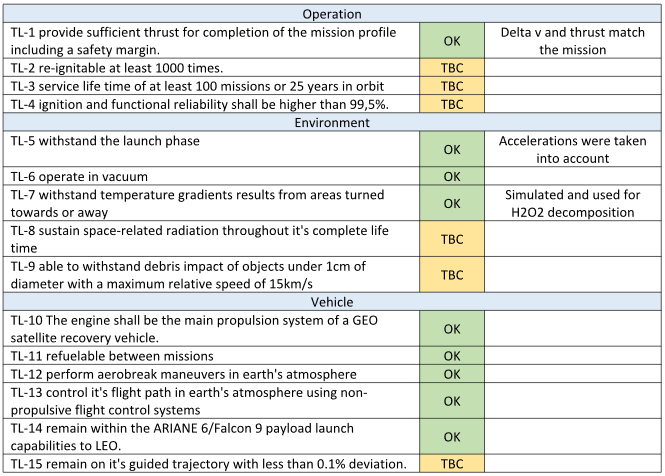 Operation
TL-1 provide sufficient thrust for completion of the mission profile
including a safety margin.
OK
Delta v and thrust match
the mission
TL-2 re-ignitable at least 1000 times.
TBC
TL-3 service life time of at least 100 missions or 25 years in orbit
TBC
TL-4 ignition and functional reliability shall be higher than 99,5%.
TBC
Environment
TL-5 withstand the launch phase
OK
Accelerations were taken
into account
TL-6 operate in vacuum
OK
TL-7 withstand temperature gradients results from areas turned
towards or away
OK
Simulated and used for
H2O2 decomposition
TL-8 sustain space-related radiation throughout it's complete life
time
TBC
TL-9 able to withstand debris impact of objects under 1cm of
diameter with a maximum relative speed of 15km/s
TBC
Vehicle
TL-10 The engine shall be the main propulsion system of a GEO
satellite recovery vehicle.
OK
TL-11 refuelable between missions
OK
TL-12 perform aerobreak maneuvers in earth's atmosphere
OK
TL-13 control it's flight path in earth's atmosphere using non-
propulsive flight control systems
OK
TL-14 remain within the ARIANE 6/Falcon 9 payload launch
capabilities to LEO.
OK
TL-15 remain on it's guided trajectory with less than 0.1% deviation.
TBC